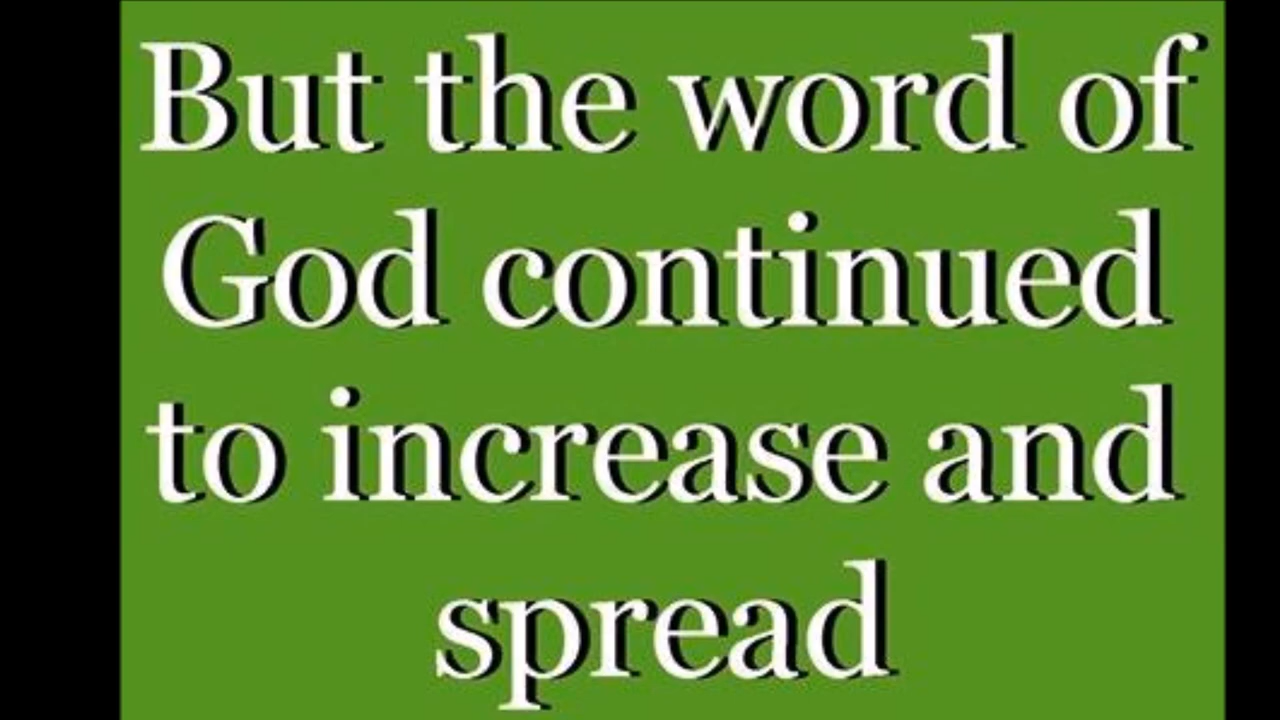 But the word of
God continued
to increase and
spread